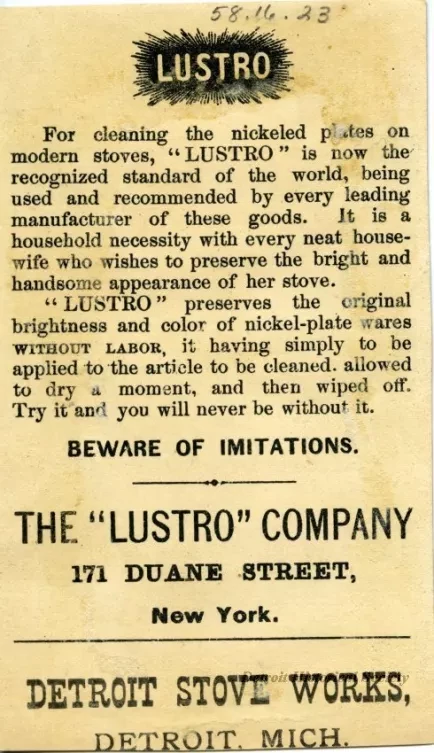 58.16.23
LUSTRO
For cleaning the nickeled plates on
modern stoves, "LUSTRO" is now the
recognized standard of the world, being
used and recommended by every leading
manufacturer of these goods. It is a
household necessity with every neat house-
wife who wishes to preserve the bright and
handsome appearance of her stove.
"LUSTRO" preserves the original
brightness and color of nickel-plate wares
WITHOUT LABOR, it having simply to be
applied to the article to be cleaned. allowed
to dry a moment, and then wiped off.
Try it and you will never be without it.
BEWARE OF IMITATIONS.
THE "LUSTRO" COMPANY
171 DUANE STREET,
New York.
Detroit Historical Society
DETROIT STOVE WORKS,
DETROIT, MICH.